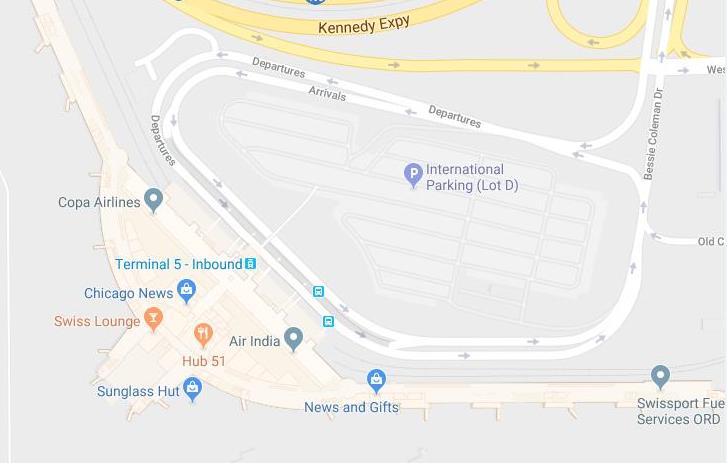 Kennedy Expy
Departures
Wes
Arrivals
Departures
Departures
Bessie Coleman Dr
P
International
Parking (Lot D)
Copa Airlines
Old C
Terminal 5 - Inbound
Chicago News
Swiss Lounge
Air India
Hub 51
Sunglass Hut
News and Gifts
Swissport Fue
Services ORD